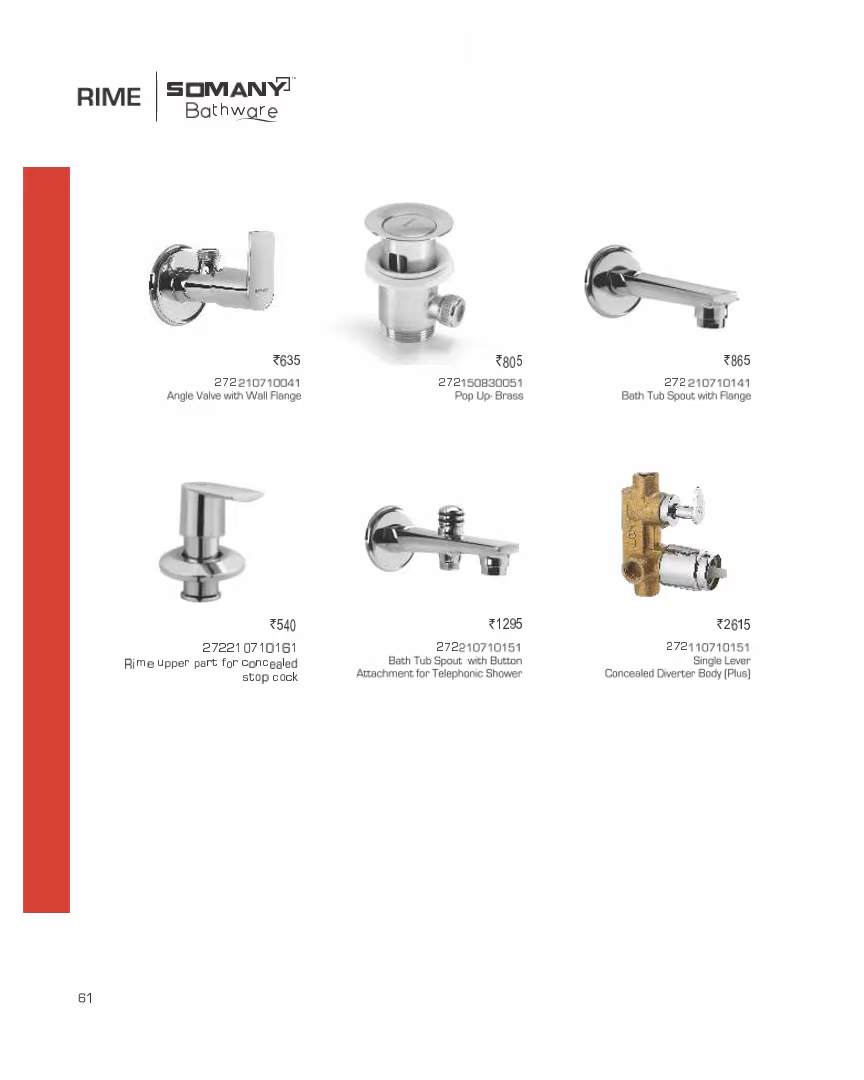 RIME
SOMANY™
Bathware
₹635
272210710041
Angle Valve with Wall Flange
₹805
272150830051
Pop Up- Brass
₹865
272210710141
Bath Tub Spout with Flange
₹540
272210710161
Rime upper part for concealed
stop cock
₹1295
272210710151
Bath Tub Spout with Button
Attachment for Telephonic Shower
₹2615
272110710151
Single Lever
Concealed Diverter Body (Plus)
61